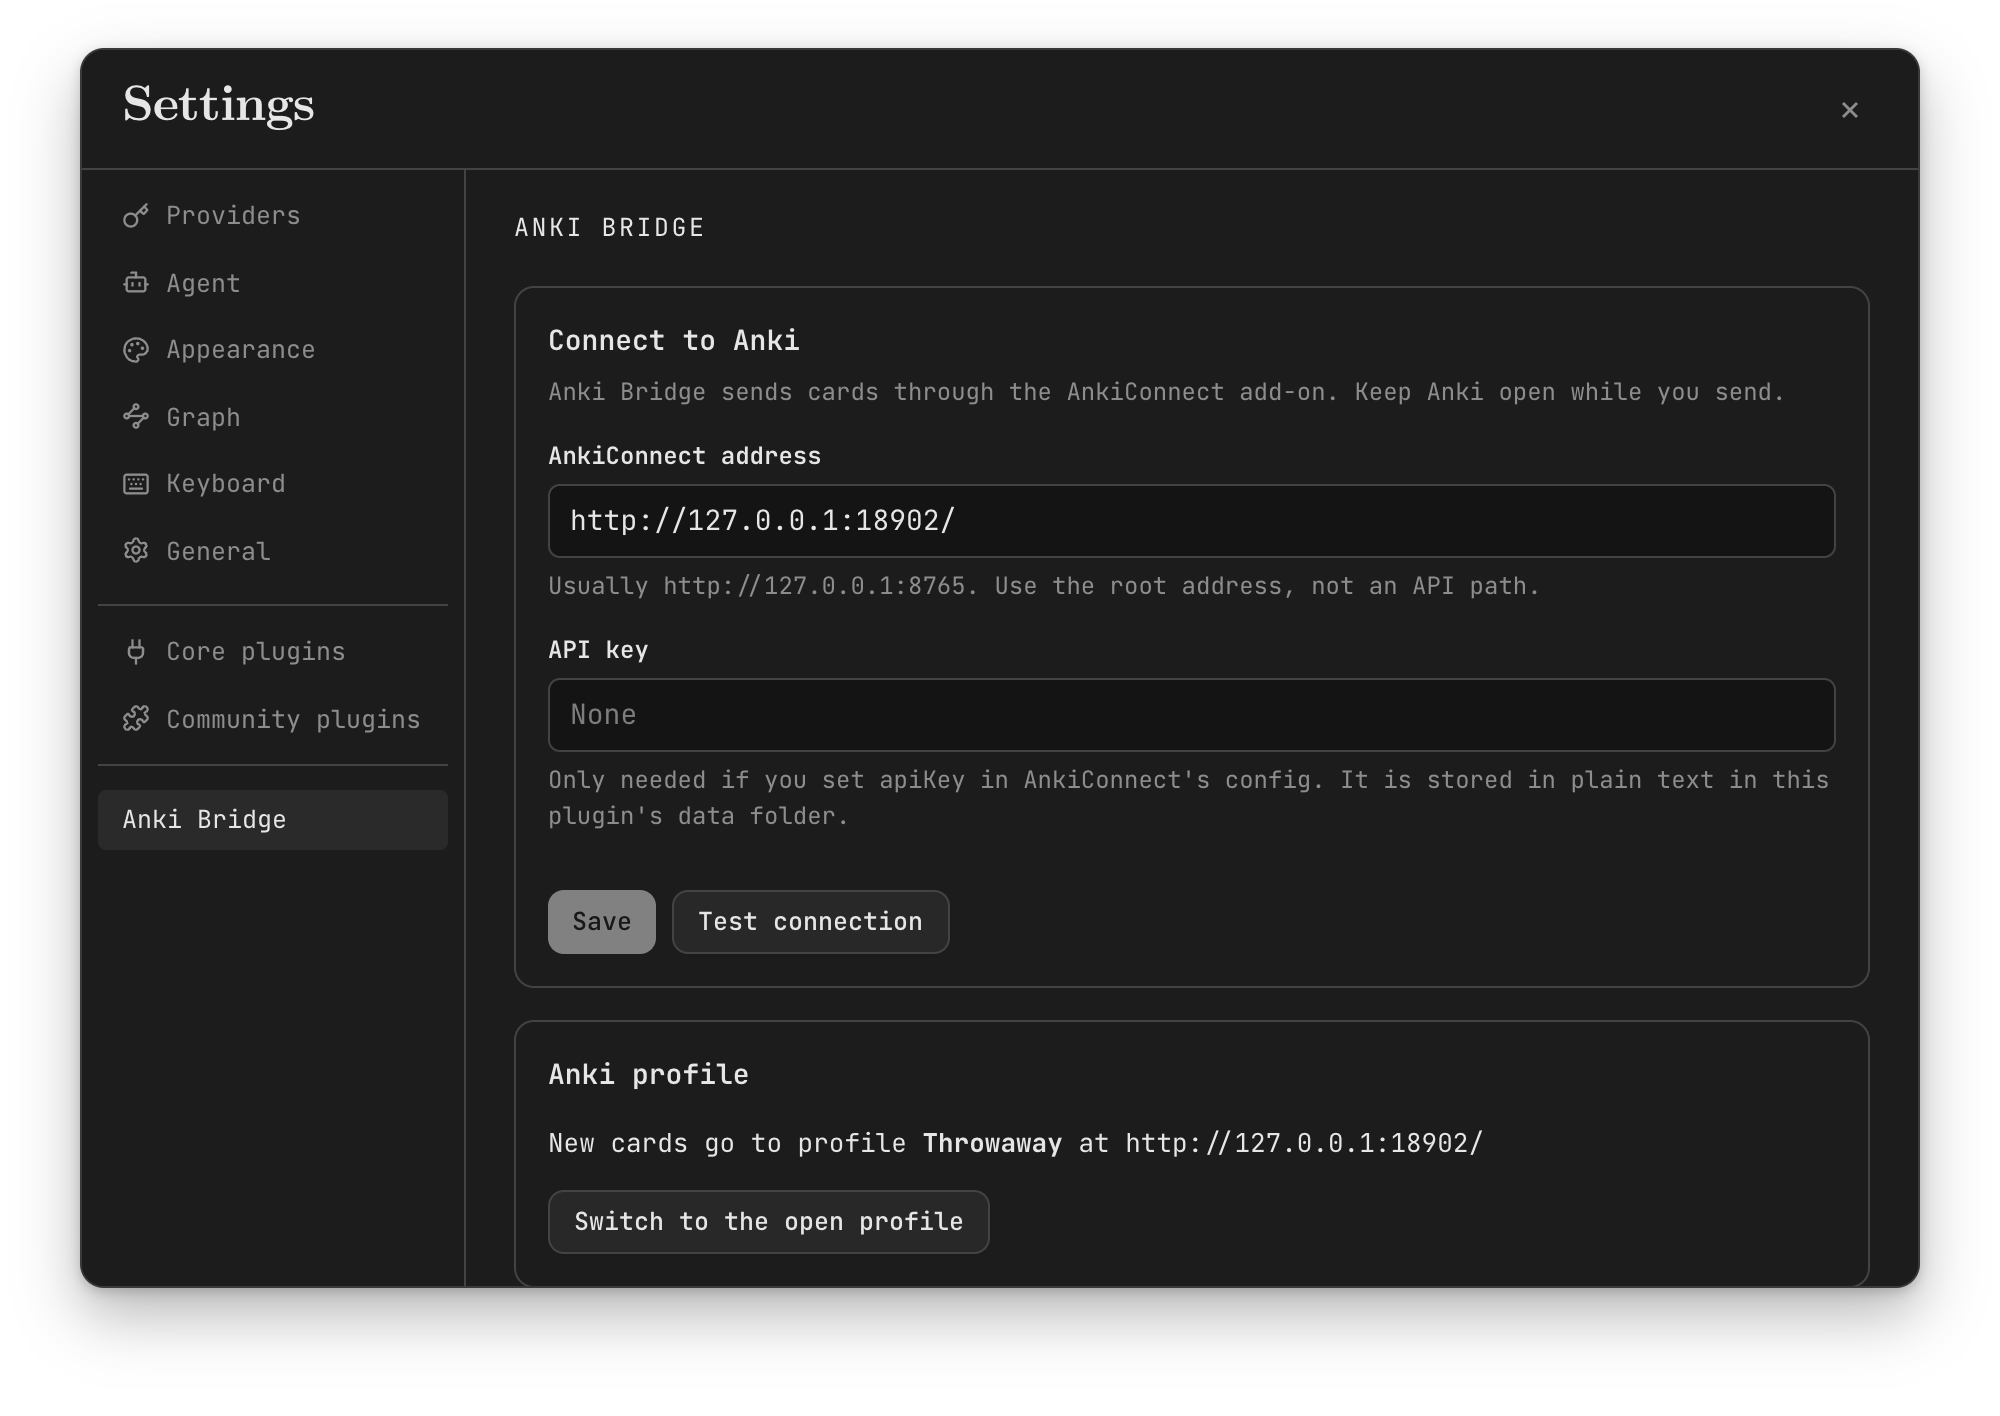 Settings
Providers
Agent
Appearance
Graph
Keyboard
General
Core plugins
Community plugins
Anki Bridge
ANKI BRIDGE
Connect to Anki
Anki Bridge sends cards through the AnkiConnect add-on. Keep Anki open while you send.
AnkiConnect address
http://127.0.0.1:18902/
Usually http://127.0.0.1:8765. Use the root address, not an API path.
API key
None
Only needed if you set apiKey in AnkiConnect's config. It is stored in plain text in this
plugin's data folder.
Save
Test connection
Anki profile
New cards go to profile Throwaway at http://127.0.0.1:18902/
Switch to the open profile